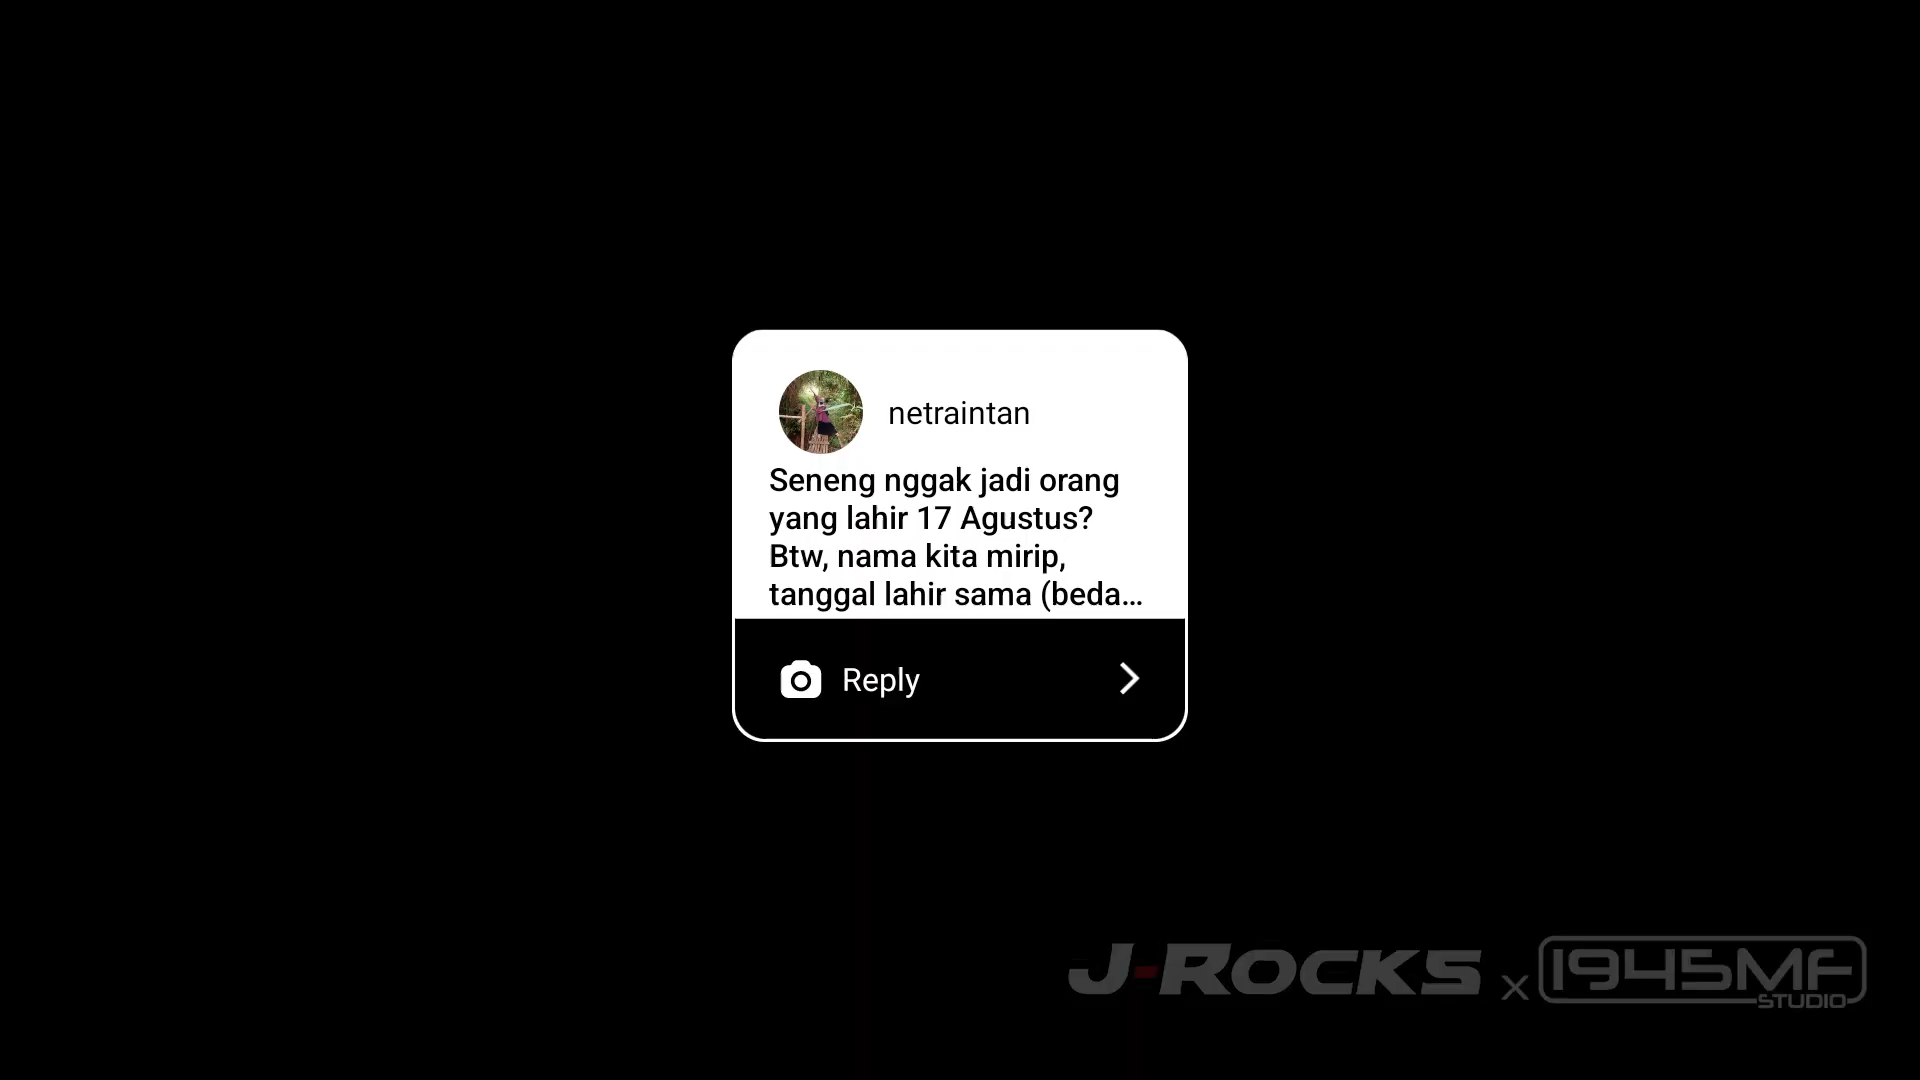 netraintan
Seneng nggak jadi orang
yang lahir 17 Agustus?
Btw, nama kita mirip,
tanggal lahir sama (beda...
Reply
J-ROCKS x 1945MF
STUDIO